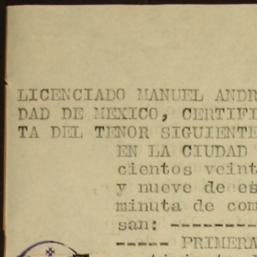 LICENCIADO MANUEL ANDR
DAD DE MEXICO, CERTIFI
TA DEL TENOR SIGUIENTE
EN LA CIUDAD
cientos veint
y nueve de es
minuta de com
san: --------
----- PRIMERA